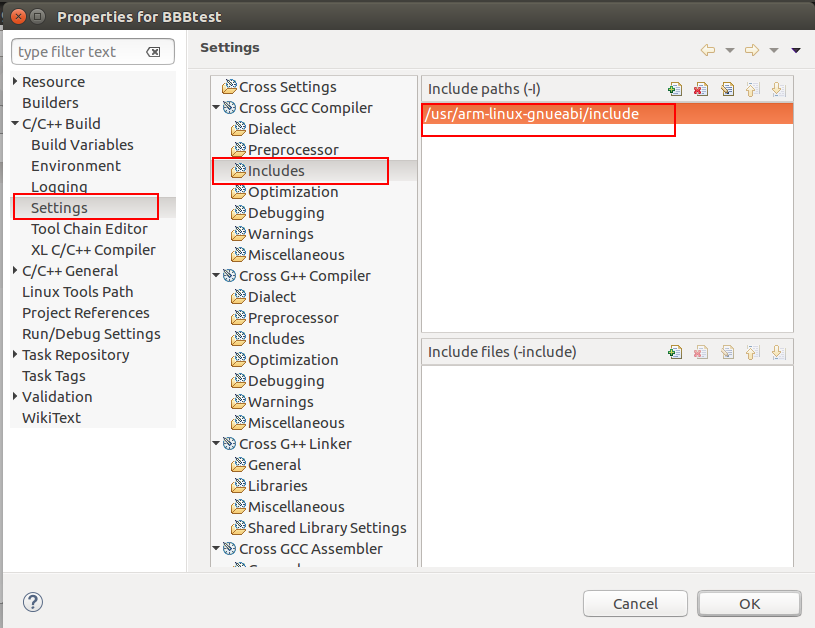 Properties for BBBtest
type filter text
Resource
Builders
C/C++ Build
Build Variables
Environment
Logging
Settings
Tool Chain Editor
XL C/C++ Compiler
C/C++ General
Linux Tools Path
Project References
Run/Debug Settings
Task Repository
Task Tags
Validation
WikiText
Settings
Cross Settings
Cross GCC Compiler
Dialect
Preprocessor
Includes
Optimization
Debugging
Warnings
Miscellaneous
Cross G++ Compiler
Dialect
Preprocessor
Includes
Optimization
Debugging
Warnings
Miscellaneous
Cross G++ Linker
General
Libraries
Miscellaneous
Shared Library Settings
Cross GCC Assembler
Include paths (-I)
/usr/arm-linux-gnueabi/include
Include files (-include)
?
Cancel
OK